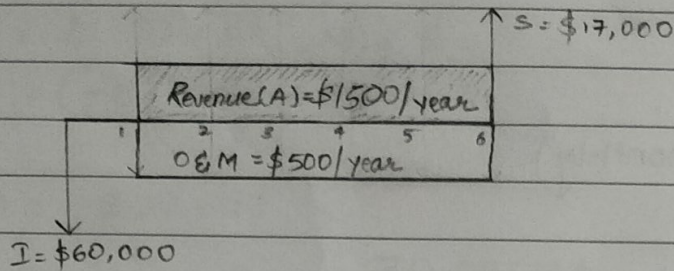 S = $17,000
Revenue(A)=$1500/year
1 2 3 4 5 6
O&M = $500/year
I = $60,000